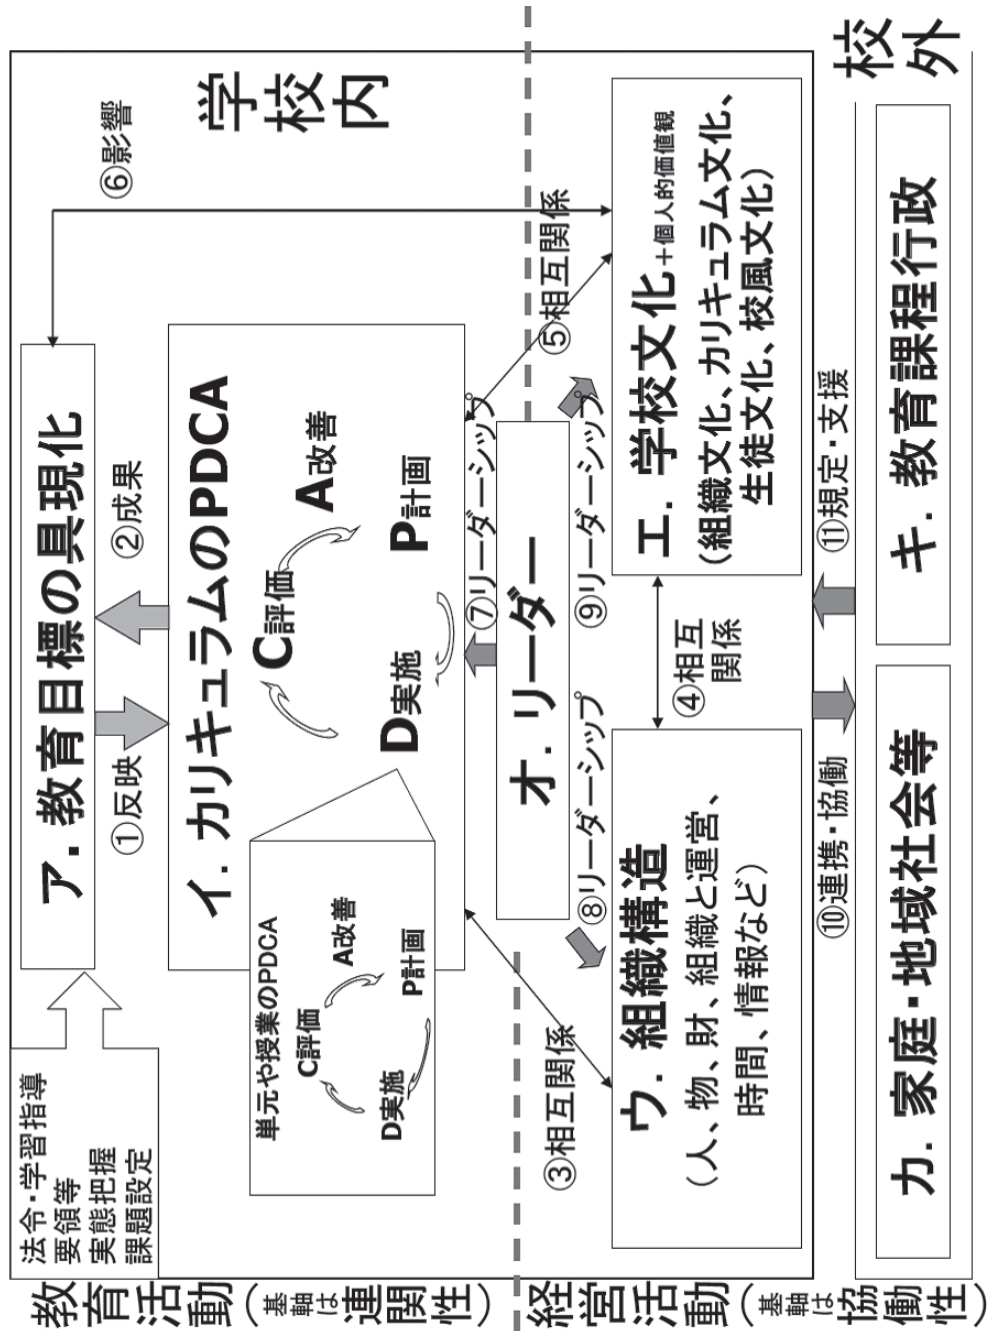 教育活動（基軸は連関性）
経営活動（基軸は協働性）
学校内
校外
法令・学習指導
要領等
実態把握
課題設定
ア．教育目標の具現化
①反映
②成果
⑥影響
イ．カリキュラムのPDCA
C評価
A改善
D実施
P計画
単元や授業のPDCA
C評価
A改善
D実施
P計画
③相互関係
⑦リーダーシップ
⑤相互関係
オ．リーダー
⑧リーダーシップ
⑨リーダーシップ
ウ．組織構造
（人、物、財、組織と運営、
時間、情報など）
④相互
関係
エ．学校文化＋個人的価値観
（組織文化、カリキュラム文化、
生徒文化、校風文化）
⑩連携・協働
⑪規定・支援
カ．家庭・地域社会等
キ．教育課程行政